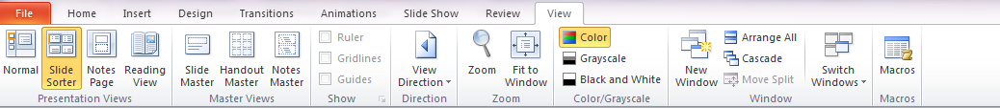 File Home Insert Design Transitions Animations Slide Show Review View
Normal
Slide
Sorter
Notes
Page
Reading
View
Presentation Views
Slide
Master
Handout
Master
Notes
Master
Master Views
Ruler
Gridlines
Guides
Show
View
Direction
Direction
Zoom
Fit to
Window
Zoom
Color
Grayscale
Black and White
Color/Grayscale
New
Window
Arrange All
Cascade
Move Split
Switch
Windows
Window
Macros
Macros